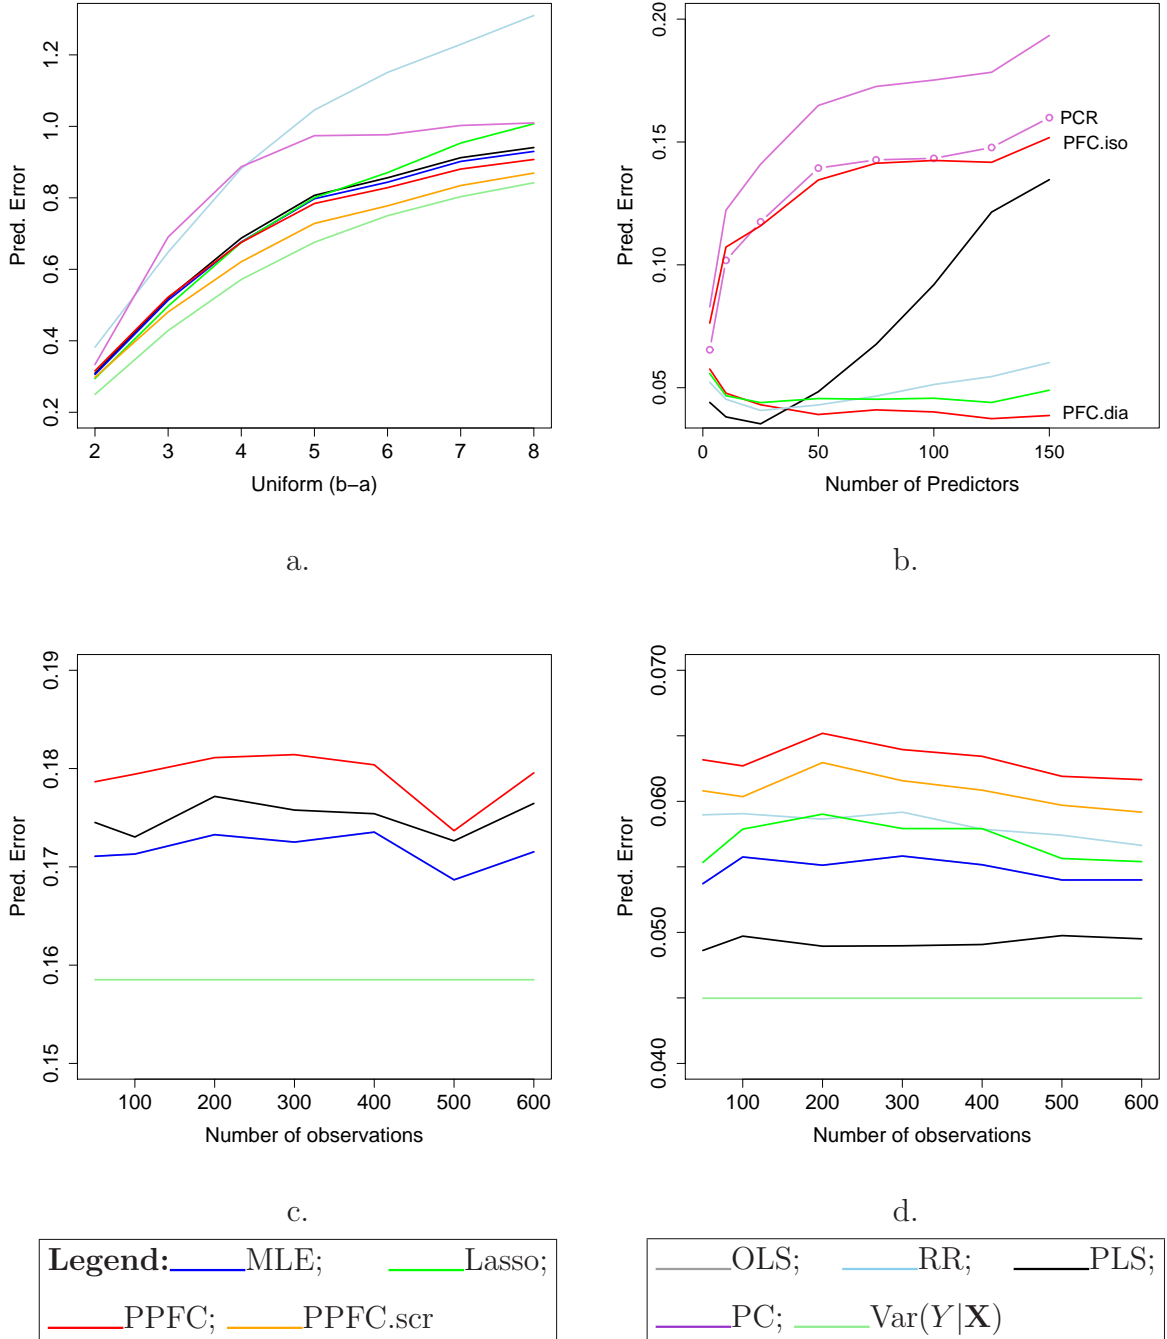 Pred. Error
0.2 0.4 0.6 0.8 1.0 1.2
2 3 4 5 6 7 8
Uniform (b−a)
a.
Pred. Error
0.05 0.10 0.15 0.20
PCR
PFC.iso
PFC.dia
0 50 100 150
Number of Predictors
b.
Pred. Error
0.15 0.16 0.17 0.18 0.19
100 200 300 400 500 600
Number of observations
c.
Pred. Error
0.040 0.050 0.060 0.070
100 200 300 400 500 600
Number of observations
d.
Legend: MLE; Lasso;
PPFC; PPFC.scr
OLS; RR; PLS;
PC; Var(Y|X)